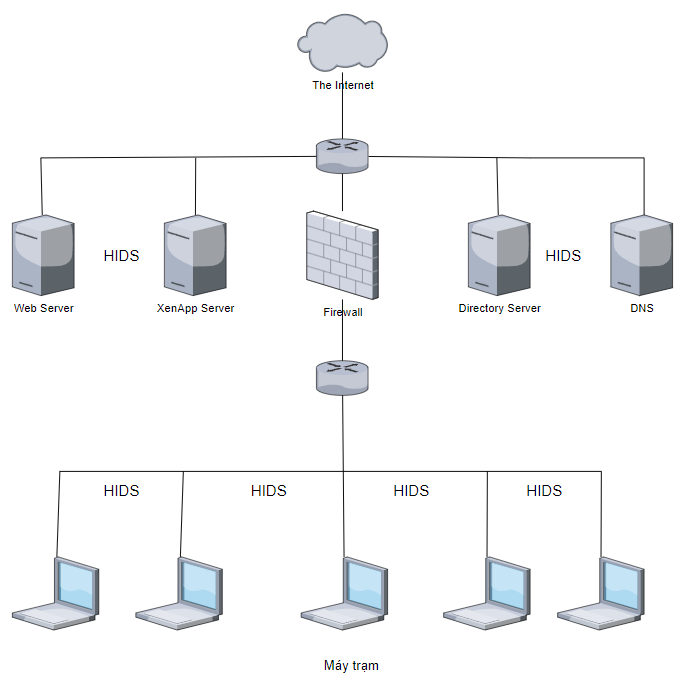 The Internet
HIDS
HIDS
Web Server
XenApp Server
Firewall
Directory Server
DNS
HIDS
HIDS
HIDS
HIDS
Máy trạm